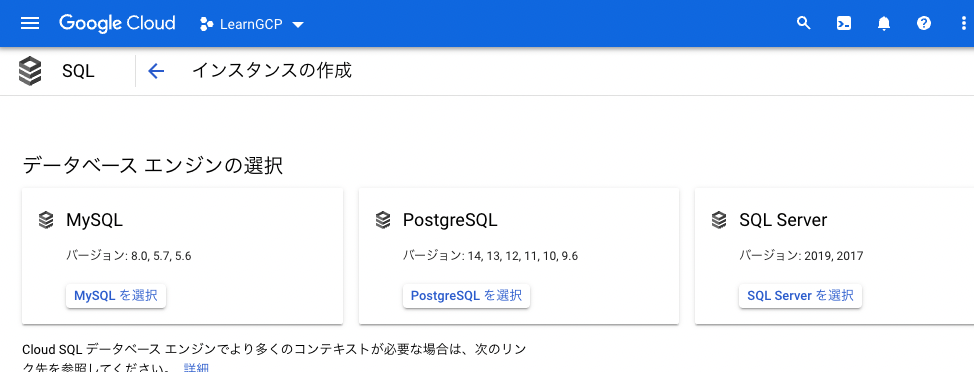 Google Cloud
LearnGCP
SQL
インスタンスの作成
データベース エンジンの選択
MySQL
バージョン: 8.0, 5.7, 5.6
MySQL を選択
PostgreSQL
バージョン: 14, 13, 12, 11, 10, 9.6
PostgreSQL を選択
SQL Server
バージョン: 2019, 2017
SQL Server を選択
Cloud SQL データベース エンジンでより多くのコンテキストが必要な場合は、次のリン
ク先を参照してください。 詳細